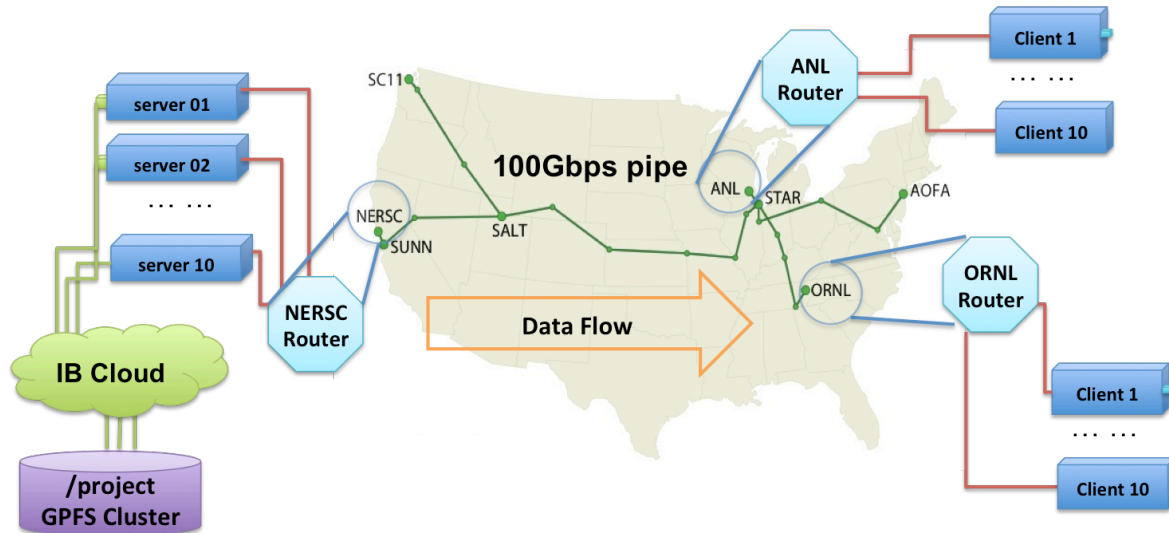 server 01
server 02
... ...
server 10
IB Cloud
/project
GPFS Cluster
NERSC
Router
SC11
100Gbps pipe
NERSC
SUNN
SALT
ANL
STAR
AOFA
ORNL
Data Flow
ANL
Router
Client 1
... ...
Client 10
ORNL
Router
Client 1
... ...
Client 10